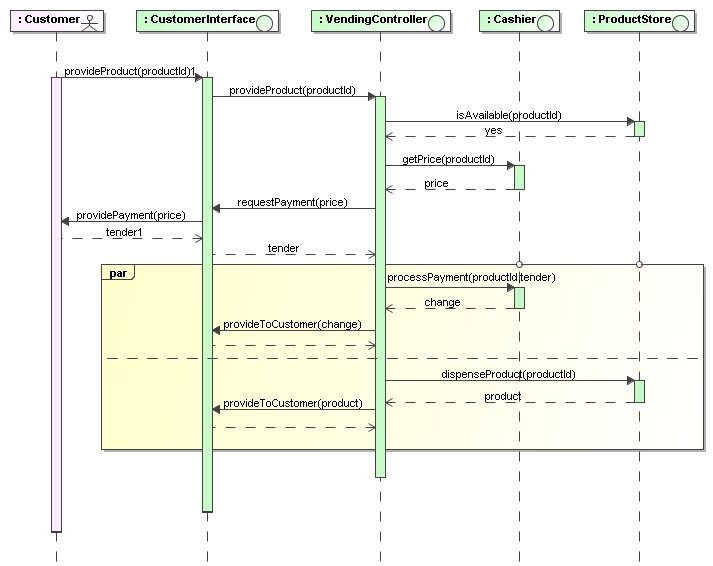 : Customer
: CustomerInterface
: VendingController
: Cashier
: ProductStore
provideProduct(productId)1
provideProduct(productId)
isAvailable(productId)
yes
getPrice(productId)
price
requestPayment(price)
providePayment(price)
tender1
tender
par
processPayment(productId,tender)
change
provideToCustomer(change)
dispenseProduct(productId)
product
provideToCustomer(product)